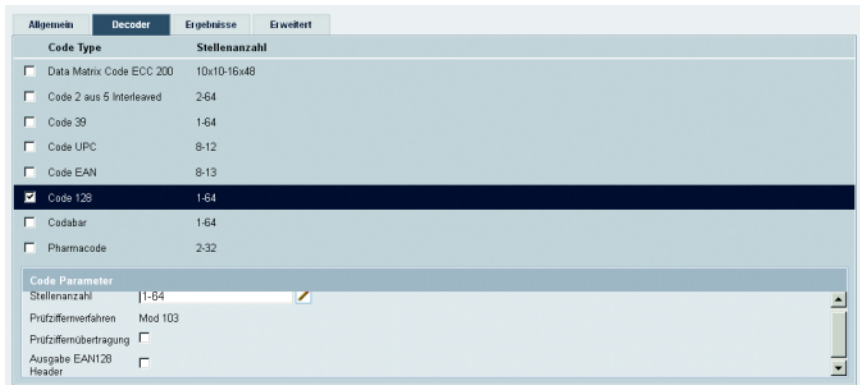 Allgemein Decoder Ergebnisse Erweitert
Code Type Stellenanzahl
Data Matrix Code ECC 200 10x10-16x48
Code 2 aus 5 Interleaved 2-64
Code 39 1-64
Code UPC 8-12
Code EAN 8-13
Code 128 1-64
Codabar 1-64
Pharmacode 2-32
Code Parameter
Stellenanzahl 1-64
Prüfziffernverfahren Mod 103
Prüfziffernübertragung
Ausgabe EAN128
Header